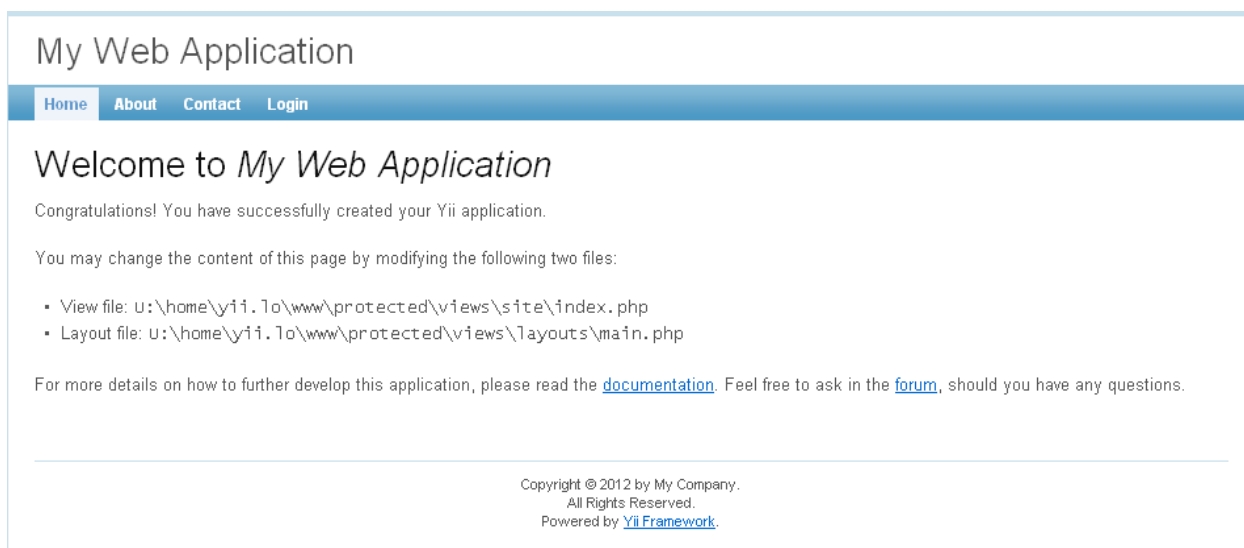 My Web Application
Home About Contact Login
Welcome to My Web Application
Congratulations! You have successfully created your Yii application.
You may change the content of this page by modifying the following two files:
▪ View file: U:\home\yii.lo\www\protected\views\site\index.php
▪ Layout file: U:\home\yii.lo\www\protected\views\layouts\main.php
For more details on how to further develop this application, please read the documentation. Feel free to ask in the forum, should you have any questions.
Copyright © 2012 by My Company.
All Rights Reserved.
Powered by Yii Framework.